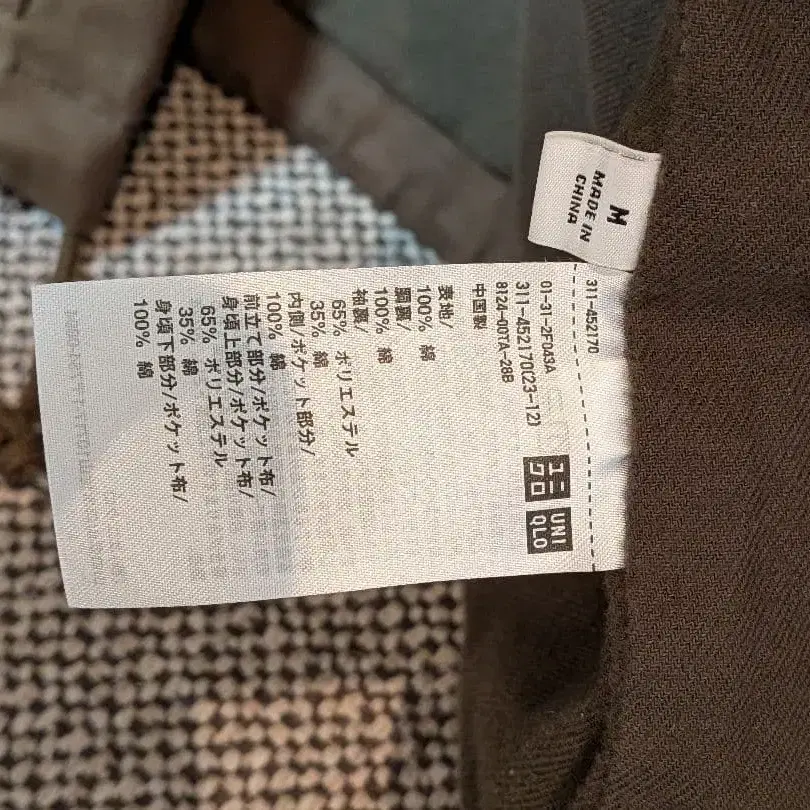 M
MADE IN
CHINA
311-452170
ユニ
クロ
UNI
QLO
01-31-2F043A
311-452170(23-12)
8124-007A-28B
中国製
表地/
100% 綿
胴裏/
100% 綿
袖裏/
65% ポリエステル
35% 綿
内側/ポケット部分/
100% 綿
前立て部分/ポケット布/
身頃上部分/ポケット布/
65% ポリエステル
35% 綿
身頃下部分/ポケット布/
100% 綿